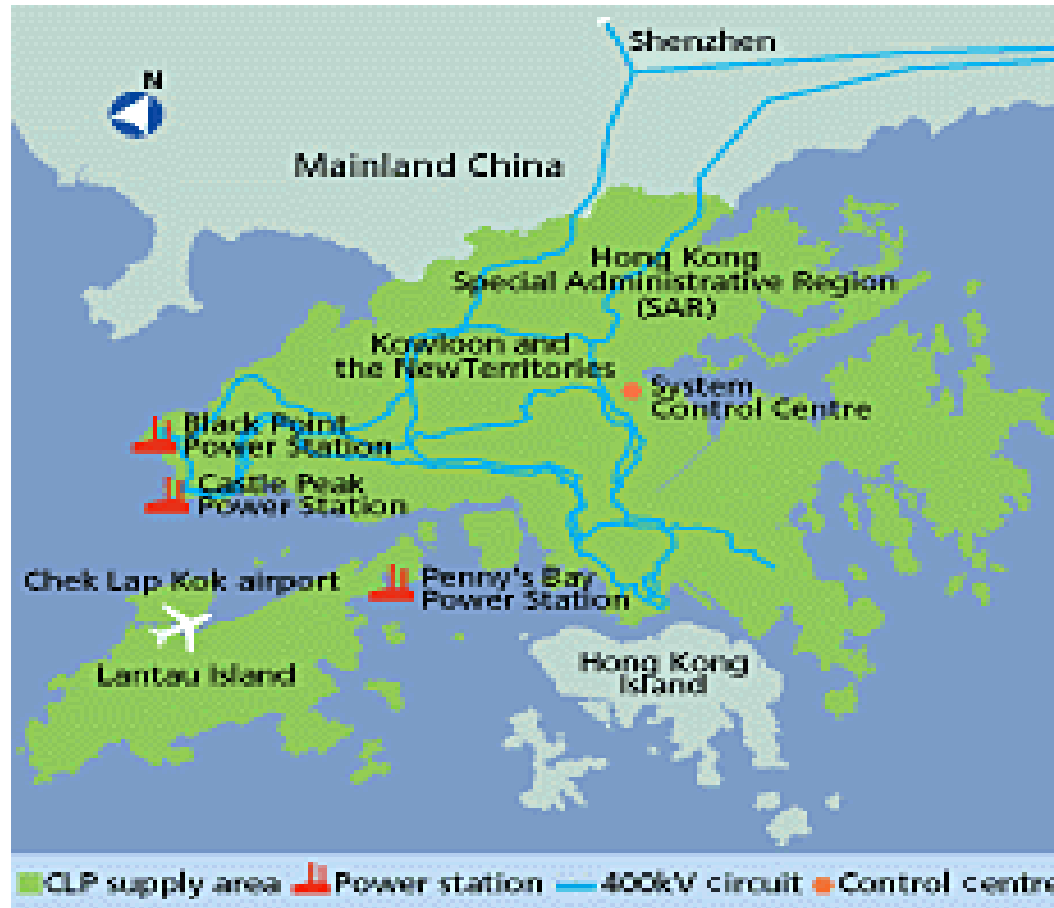 Shenzhen
N
Mainland China
Hong Kong
Special Administrative Region
(SAR)
Kowloon and
the NewTerritories
System
Control Centre
Black Point
Power Station
Castle Peak
Power Station
Chek Lap Kok airport
Penny's Bay
Power Station
Lantau Island
Hong Kong
Island
CLP supply area Power station 400kV circuit Control centre